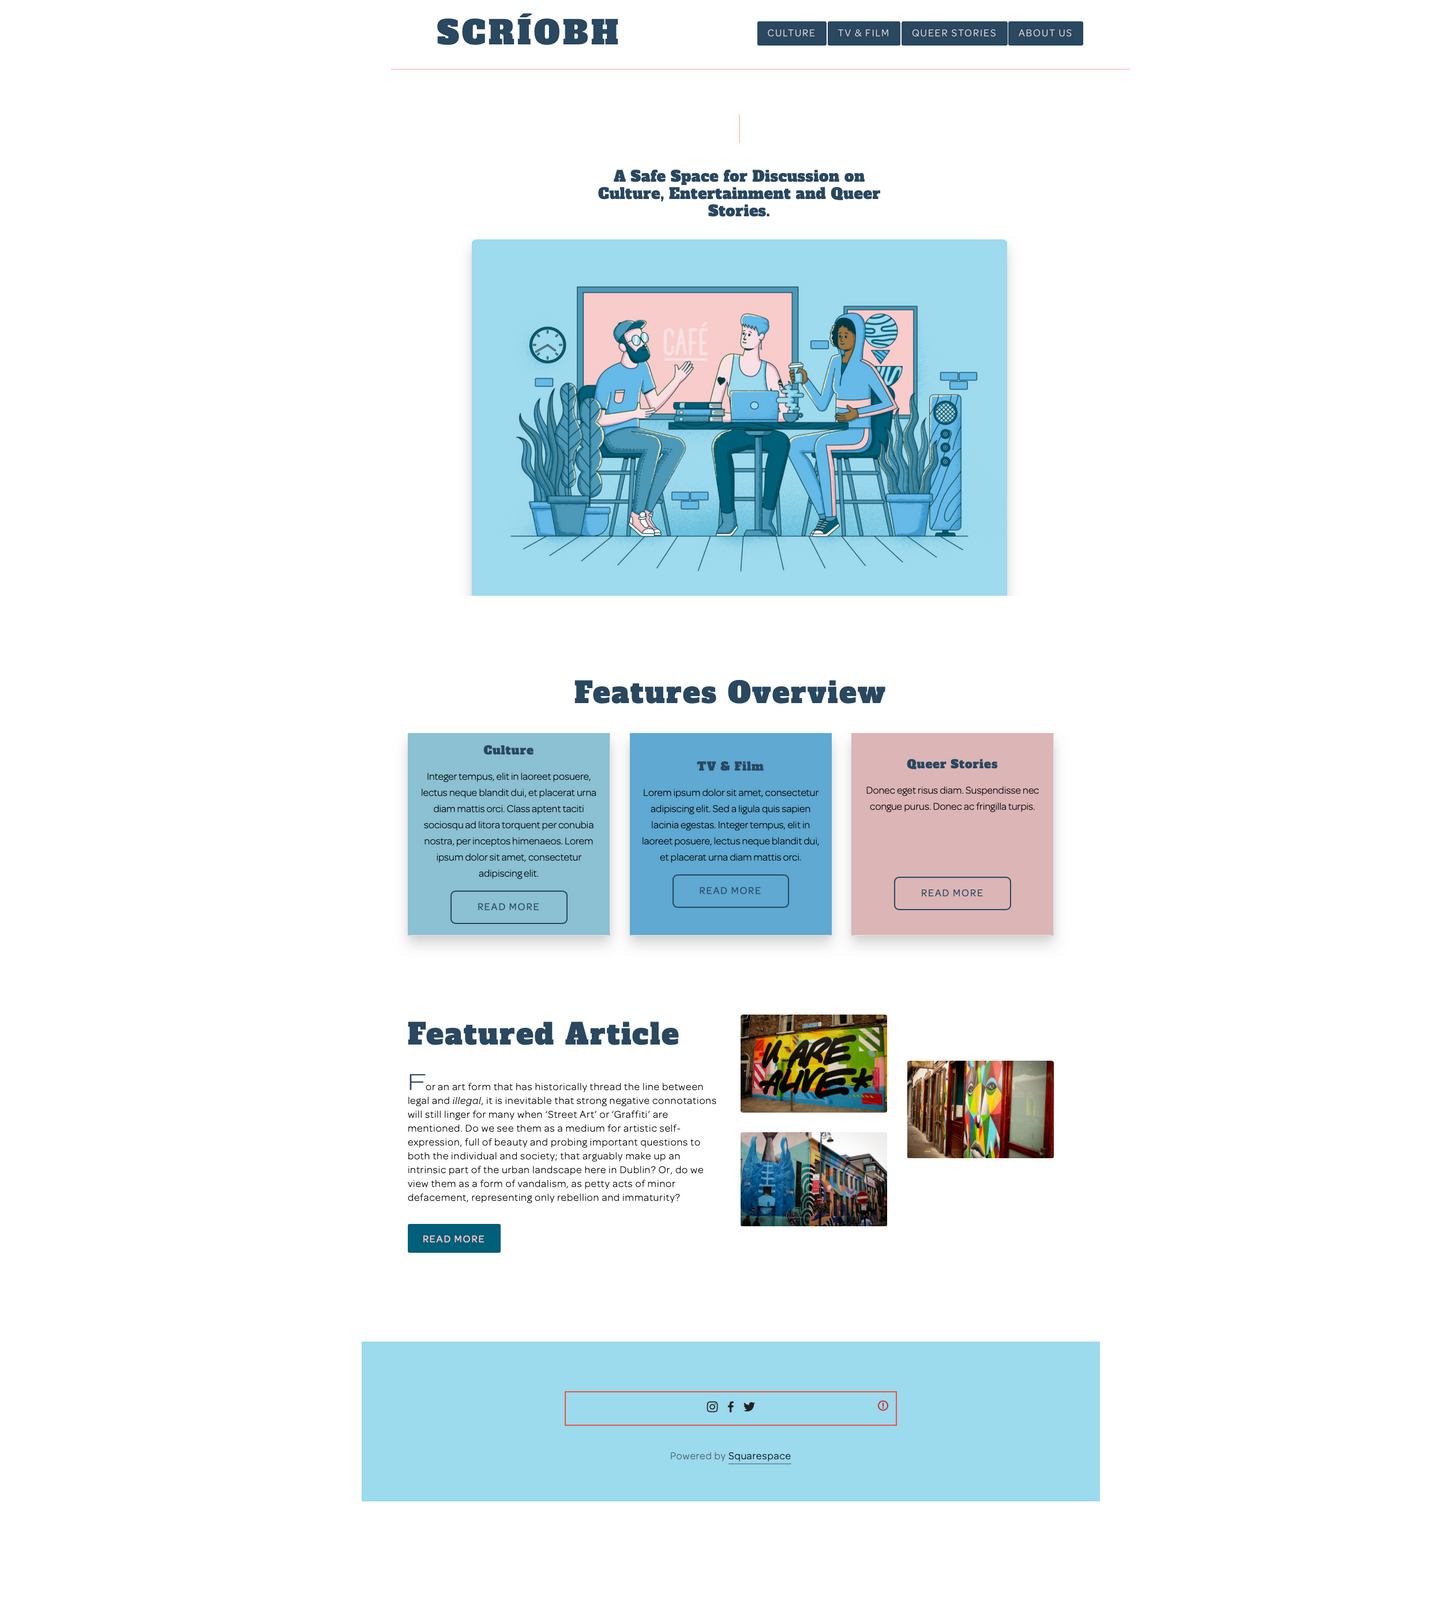 SCRÍOBH
CULTURE TV & FILM QUEER STORIES ABOUT US
A Safe Space for Discussion on
Culture, Entertainment and Queer
Stories.
CAFÉ
Features Overview
Culture
Integer tempus, elit in laoreet posuere,
lectus neque blandit dui, et placerat urna
diam mattis orci. Class aptent taciti
sociosqu ad litora torquent per conubia
nostra, per inceptos himenaeos. Lorem
ipsum dolor sit amet, consectetur
adipiscing elit.
READ MORE
TV & Film
Lorem ipsum dolor sit amet, consectetur
adipiscing elit. Sed a ligula quis sapien
lacinia egestas. Integer tempus, elit in
laoreet posuere, lectus neque blandit dui,
et placerat urna diam mattis orci.
READ MORE
Queer Stories
Donec eget risus diam. Suspendisse nec
congue purus. Donec ac fringilla turpis.
READ MORE
Featured Article
For an art form that has historically thread the line between
legal and illegal, it is inevitable that strong negative connotations
will still linger for many when ‘Street Art’ or ‘Graffiti’ are
mentioned. Do we see them as a medium for artistic self-
expression, full of beauty and probing important questions to
both the individual and society; that arguably make up an
intrinsic part of the urban landscape here in Dublin? Or, do we
view them as a form of vandalism, as petty acts of minor
defacement, representing only rebellion and immaturity?
READ MORE
U ARE
ALIVE*
Powered by Squarespace